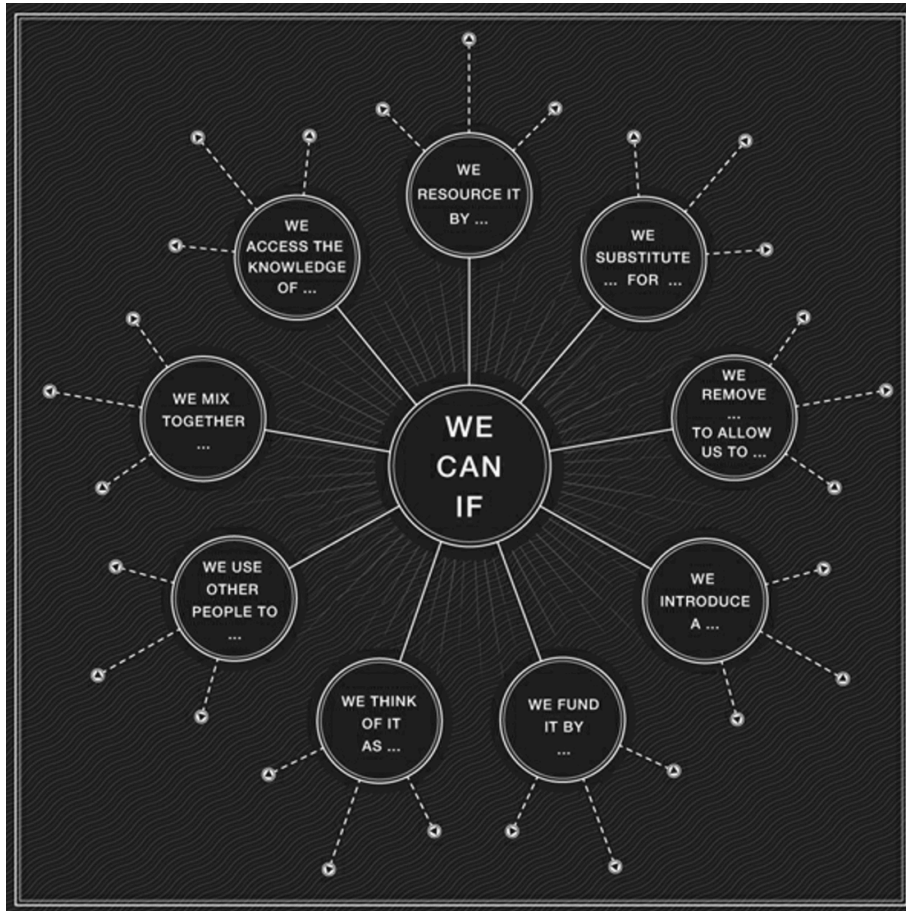 WE
CAN
IF
WE
RESOURCE IT
BY ...
WE
SUBSTITUTE
... FOR ...
WE
REMOVE
...
TO ALLOW
US TO ...
WE
INTRODUCE
A ...
WE FUND
IT BY
...
WE THINK
OF IT
AS ...
WE USE
OTHER
PEOPLE TO
...
WE MIX
TOGETHER
...
WE
ACCESS THE
KNOWLEDGE
OF ...